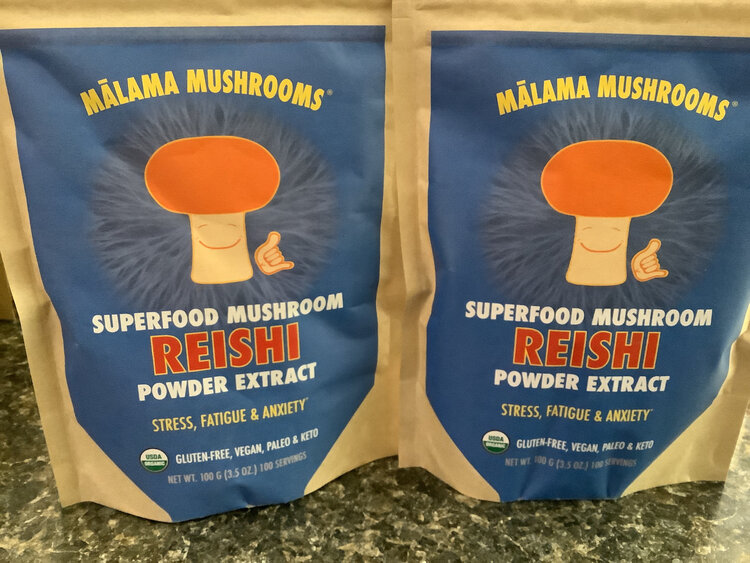 MĀLAMA MUSHROOMS®
SUPERFOOD MUSHROOM
REISHI
POWDER EXTRACT
STRESS, FATIGUE & ANXIETY*
USDA
ORGANIC
GLUTEN-FREE, VEGAN, PALEO & KETO
NET WT. 100 G (3.5 OZ.) 100 SERVINGS
MĀLAMA MUSHROOMS®
SUPERFOOD MUSHROOM
REISHI
POWDER EXTRACT
STRESS, FATIGUE & ANXIETY*
USDA
ORGANIC
GLUTEN-FREE, VEGAN, PALEO & KETO
NET WT. 100 G (3.5 OZ.) 100 SERVINGS